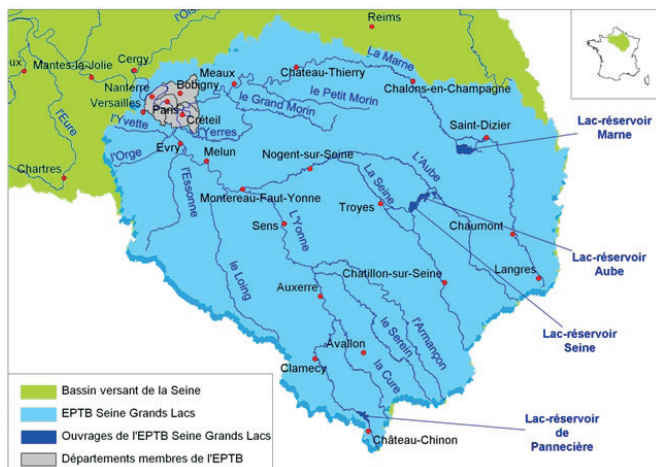 Reims
l'Oise
Cergy
Mantes-la-Jolie
ux
La Marne
Meaux
Château-Thierry
Nanterre
Bobigny
le Petit Morin
Chalons-en-Champagne
Versailles
Paris
le Grand Morin
l'Eure
l'Yvette
Créteil
l'Yerres
Saint-Dizier
Lac-réservoir
Marne
l'Orge
Evry
Melun
Nogent-sur-Seine
L'Aube
Chartres
l'Essonne
La Seine
Montereau-Faut-Yonne
Troyes
Sens
L'Yonne
Chaumont
Lac-réservoir
Aube
le Loing
Chatillon-sur-Seine
Langres
Auxerre
Lac-réservoir
Seine
le Serein
l'Armançon
Avallon
Clamecy
la Cure
Bassin versant de la Seine
EPTB Seine Grands Lacs
Ouvrages de l'EPTB Seine Grands Lacs
Départements membres de l'EPTB
Château-Chinon
Lac-réservoir
de
Pannecière